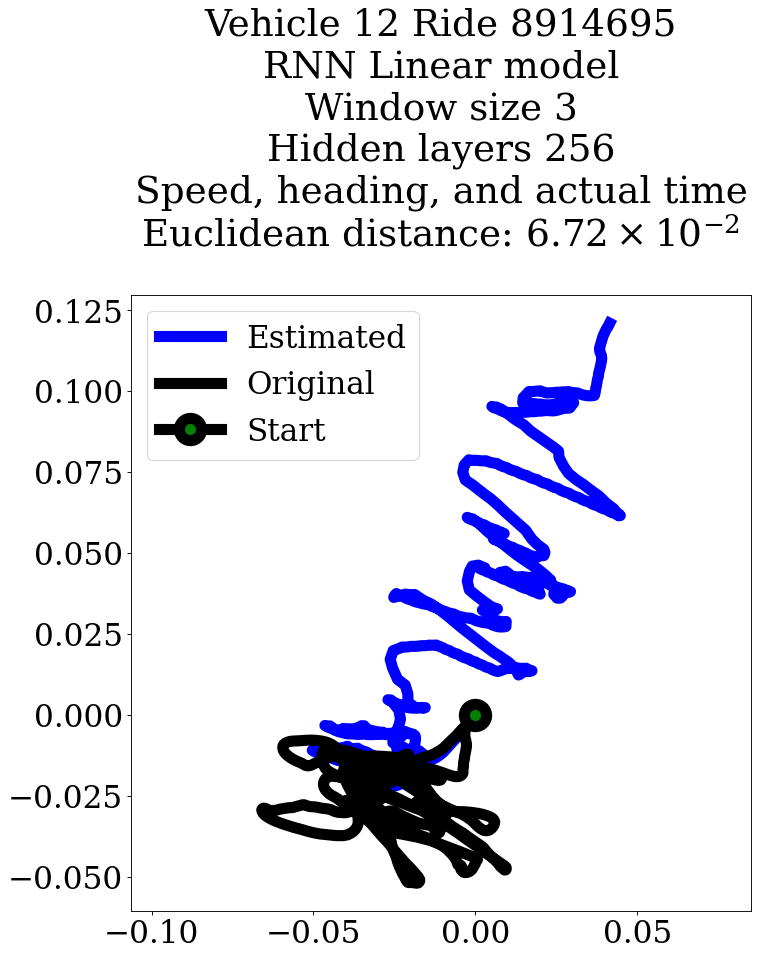 Vehicle 12 Ride 8914695
RNN Linear model
Window size 3
Hidden layers 256
Speed, heading, and actual time
Euclidean distance: 6.72 × 10⁻²
0.125
0.100
0.075
0.050
0.025
0.000
−0.025
−0.050
Estimated
Original
Start
−0.10
−0.05
0.00
0.05